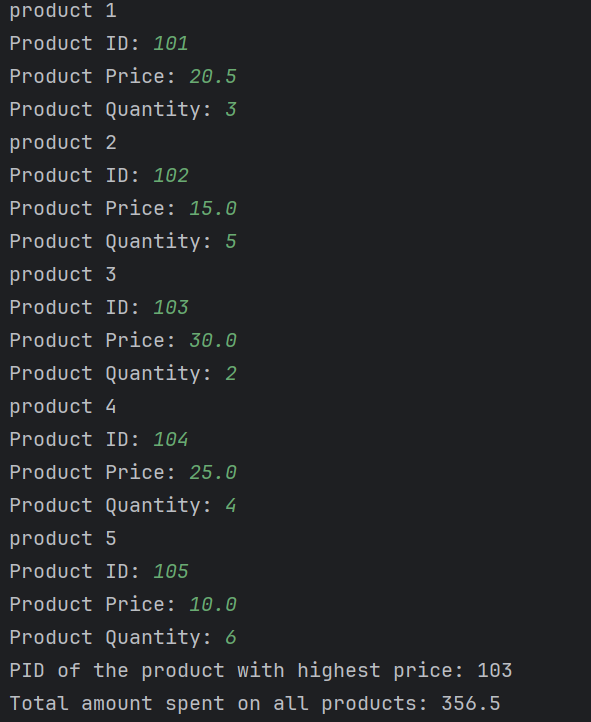 product 1
Product ID: 101
Product Price: 20.5
Product Quantity: 3
product 2
Product ID: 102
Product Price: 15.0
Product Quantity: 5
product 3
Product ID: 103
Product Price: 30.0
Product Quantity: 2
product 4
Product ID: 104
Product Price: 25.0
Product Quantity: 4
product 5
Product ID: 105
Product Price: 10.0
Product Quantity: 6
PID of the product with highest price: 103
Total amount spent on all products: 356.5